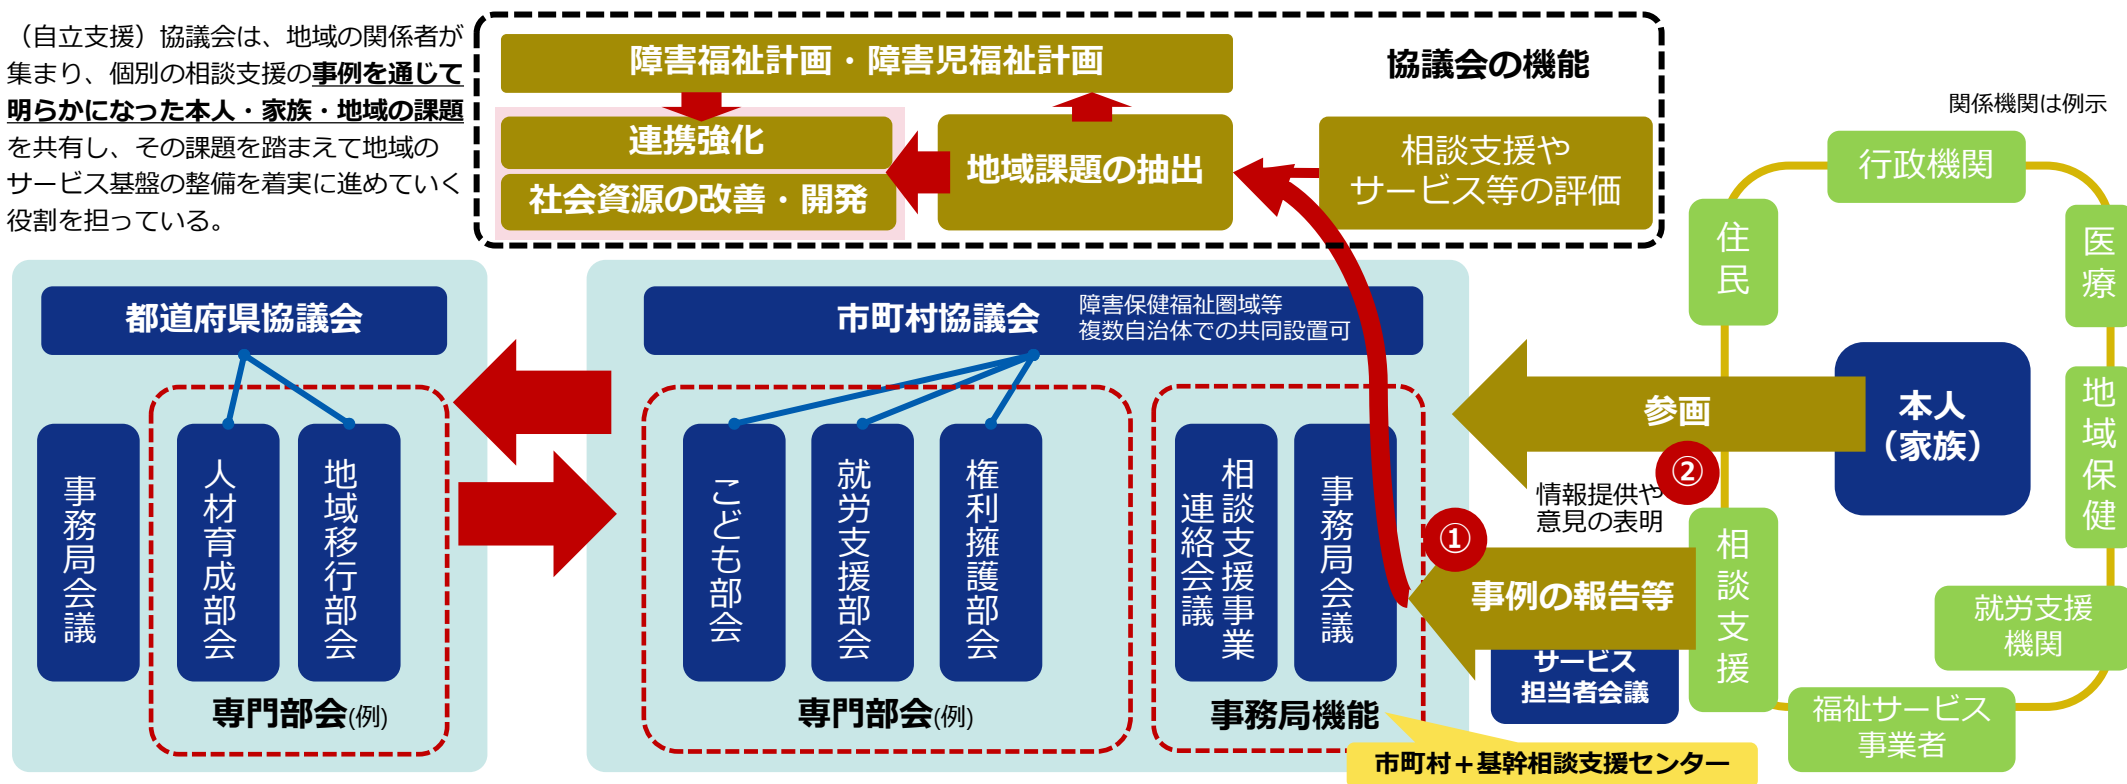 （自立支援）協議会は、地域の関係者が
集まり、個別の相談支援の事例を通じて
明らかになった本人・家族・地域の課題
を共有し、その課題を踏まえて地域の
サービス基盤の整備を着実に進めていく
役割を担っている。
障害福祉計画・障害児福祉計画
協議会の機能
連携強化
社会資源の改善・開発
地域課題の抽出
相談支援や
サービス等の評価
関係機関は例示
行政機関
住民
医療
地域保健
就労支援
機関
福祉サービス
事業者
相談支援
本人
（家族）
都道府県協議会
事務局会議
人材育成部会
地域移行部会
専門部会(例)
市町村協議会
障害保健福祉圏域等
複数自治体での共同設置可
こども部会
就労支援部会
権利擁護部会
専門部会(例)
相談支援事業
連絡会議
事務局会議
事務局機能
市町村＋基幹相談支援センター
参画
②
情報提供や
意見の表明
①
事例の報告等
サービス
担当者会議